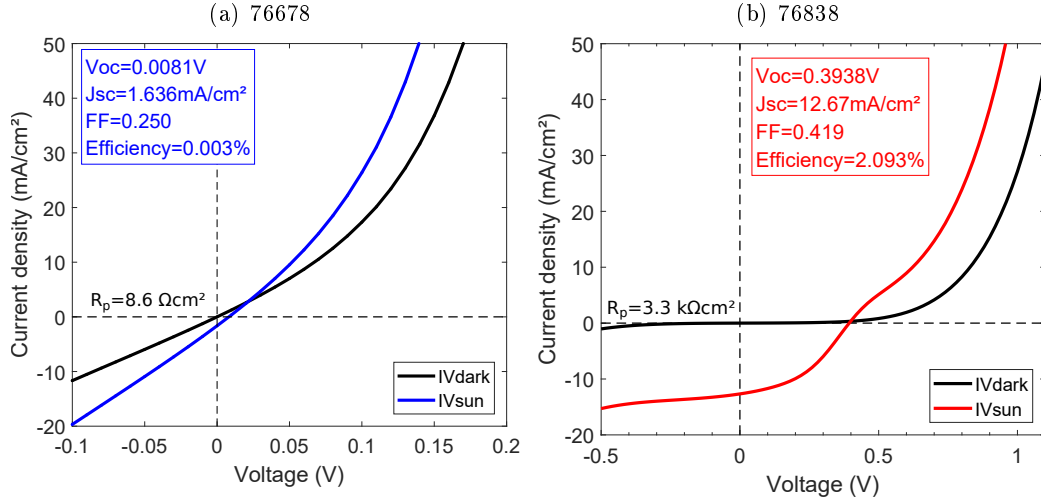 (a) 76678
50
40
30
20
10
0
-10
-20
Current density (mA/cm²)
Voc=0.0081V
Jsc=1.636mA/cm²
FF=0.250
Efficiency=0.003%
Rp=8.6 Ωcm²
IVdark
IVsun
-0.1 -0.05 0 0.05 0.1 0.15 0.2
Voltage (V)
(b) 76838
50
40
30
20
10
0
-10
-20
Current density (mA/cm²)
Voc=0.3938V
Jsc=12.67mA/cm²
FF=0.419
Efficiency=2.093%
Rp=3.3 kΩcm²
IVdark
IVsun
-0.5 0 0.5 1
Voltage (V)